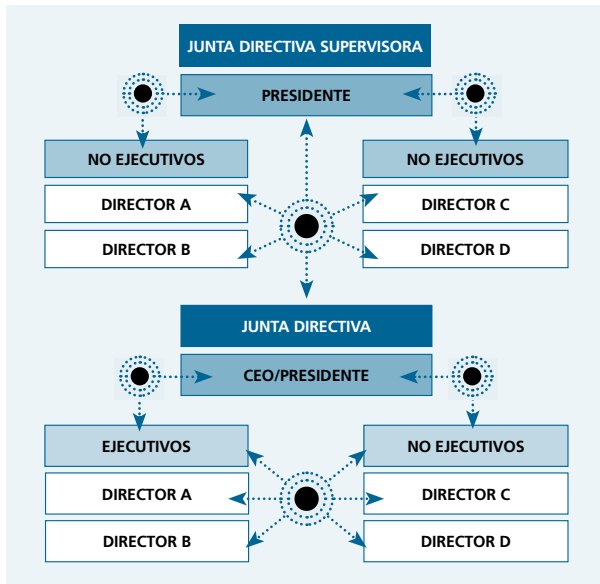 JUNTA DIRECTIVA SUPERVISORA
PRESIDENTE
NO EJECUTIVOS
NO EJECUTIVOS
DIRECTOR A
DIRECTOR C
DIRECTOR B
DIRECTOR D
JUNTA DIRECTIVA
CEO/PRESIDENTE
EJECUTIVOS
NO EJECUTIVOS
DIRECTOR A
DIRECTOR C
DIRECTOR B
DIRECTOR D